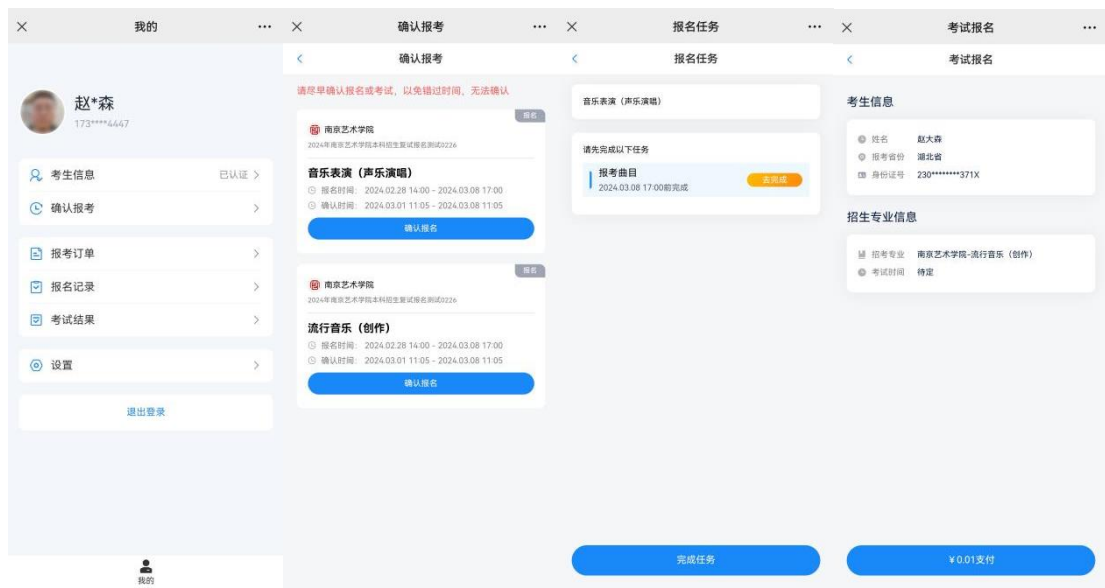 我的
赵*森
173****4447
考生信息
已认证
确认报考
报考订单
报名记录
考试结果
设置
退出登录
我的
确认报考
确认报考
请尽早确认报名或考试，以免错过时间，无法确认
报名
南京艺术学院
2024年南京艺术学院本科招生复试报名测试0226
音乐表演（声乐演唱）
报名时间： 2024.02.28 14:00 - 2024.03.08 17:00
确认时间： 2024.03.01 11:05 - 2024.03.08 11:05
确认报名
报名
南京艺术学院
2024年南京艺术学院本科招生复试报名测试0226
流行音乐（创作）
报名时间： 2024.02.28 14:00 - 2024.03.08 17:00
确认时间： 2024.03.01 11:05 - 2024.03.08 11:05
确认报名
报名任务
报名任务
音乐表演（声乐演唱）
请先完成以下任务
报考曲目
2024.03.08 17:00前完成
去完成
完成任务
考试报名
考试报名
考生信息
姓名 赵大森
报考省份 湖北省
身份证号 230********371X
招生专业信息
招考专业 南京艺术学院-流行音乐（创作）
考试时间 待定
¥0.01支付